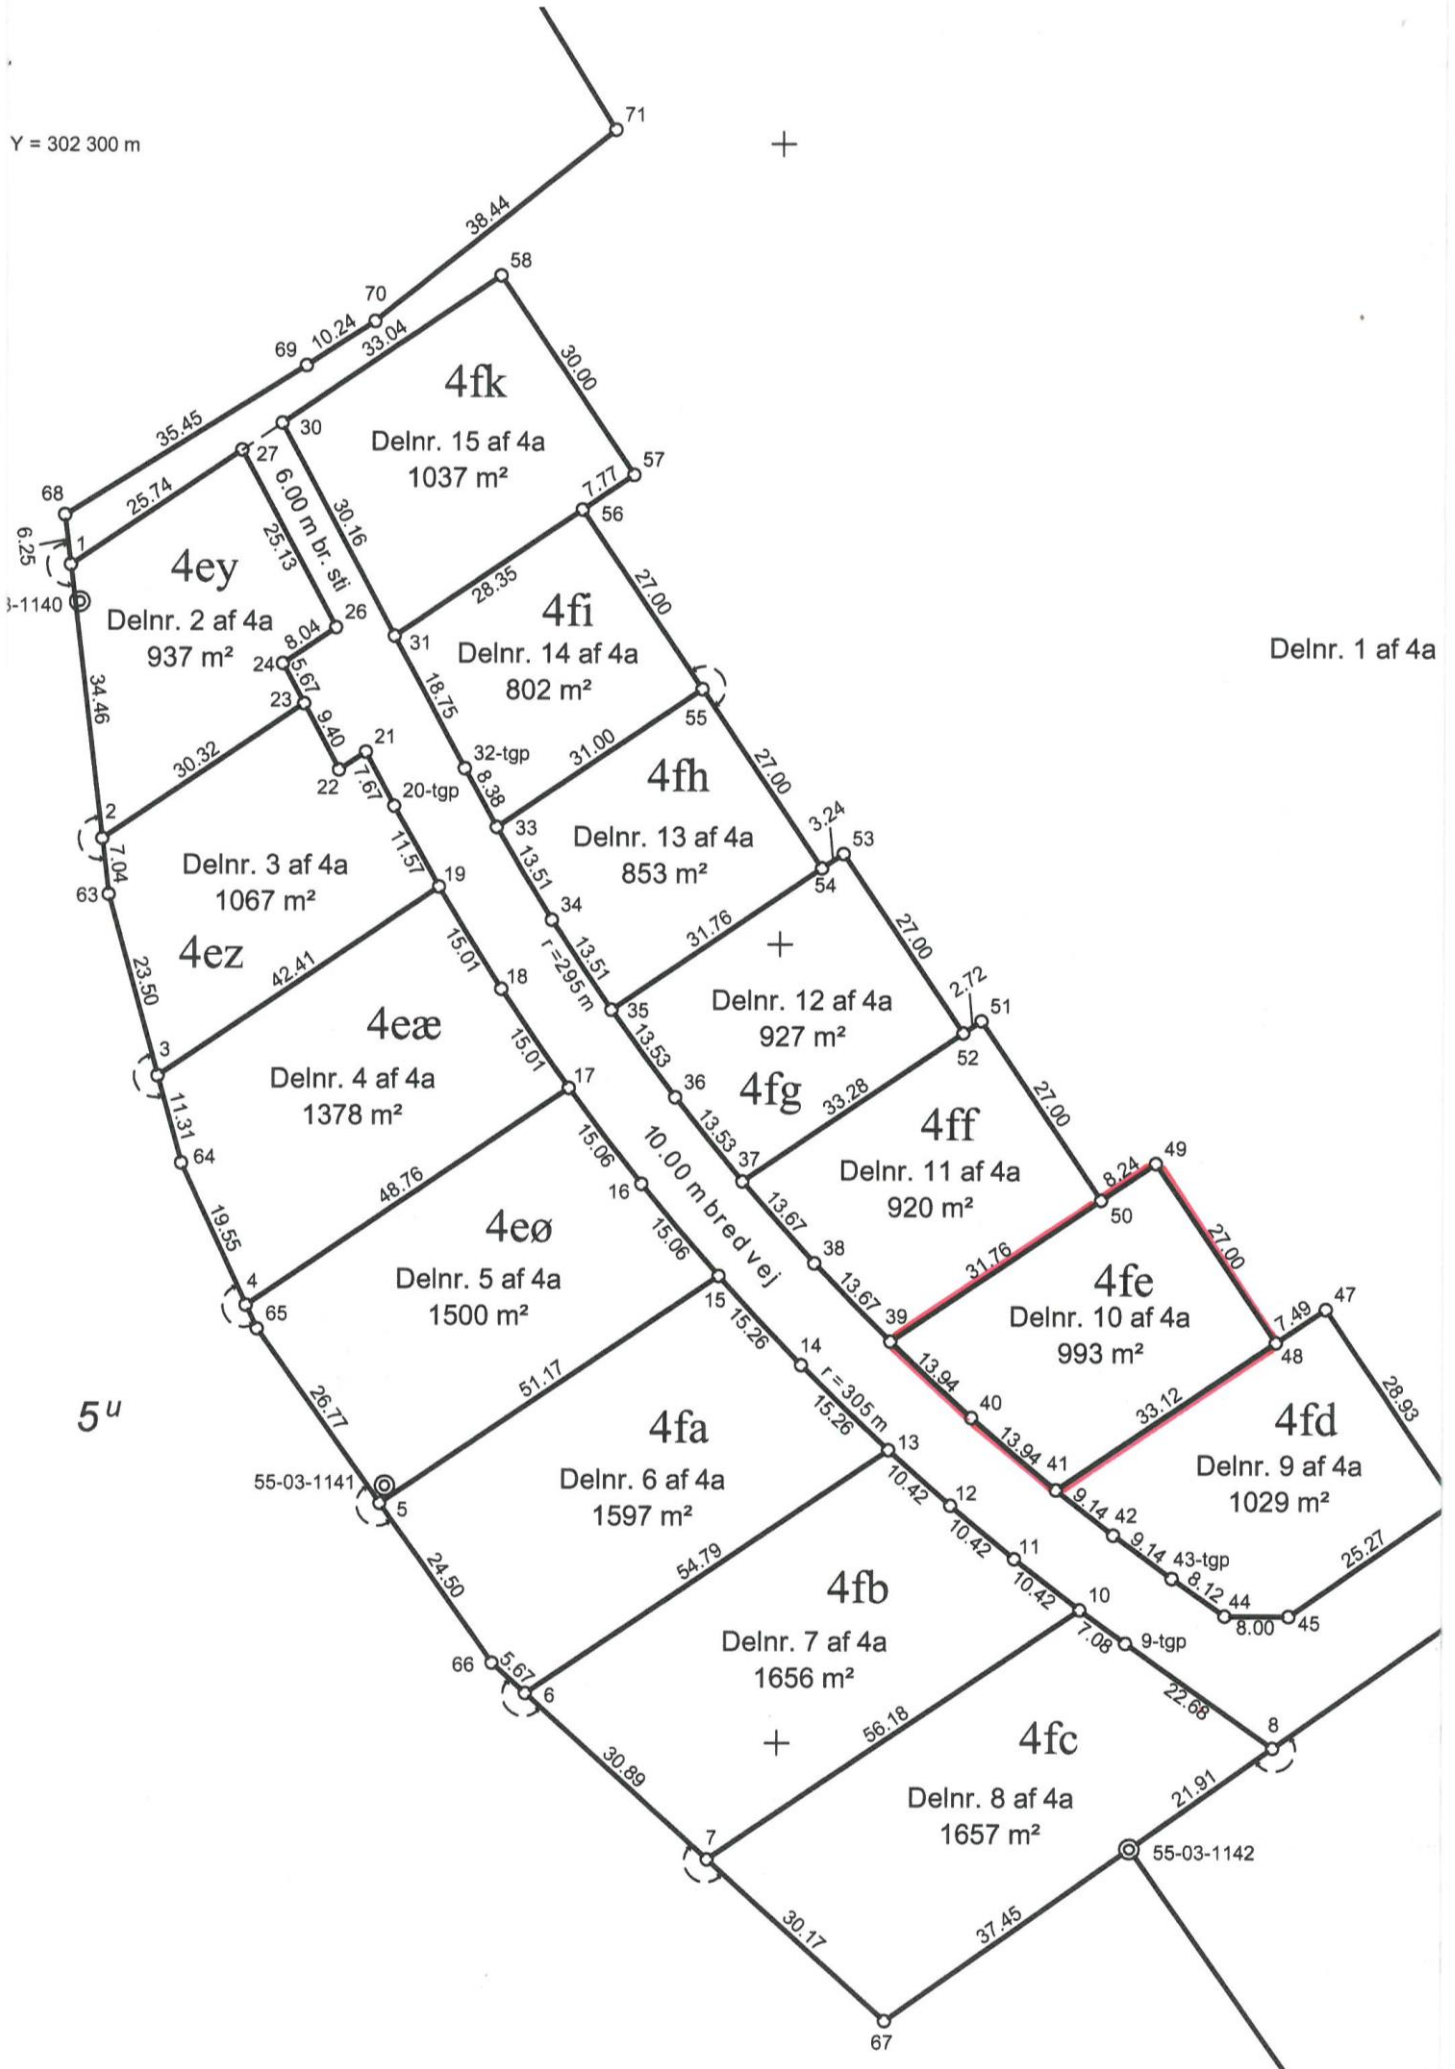 71
Y = 302 300 m
38.44
58
70
10.24
33.04
69
30.00
4fk
35.45
30
Delnr. 15 af 4a
1037 m²
27
57
7.77
68
25.74
6.00 m br. sti
30.16
56
6.25
1
25.13
4ey
27.00
28.35
4fi
3-1140
Delnr. 2 af 4a
937 m²
26
8.04
31
Delnr. 14 af 4a
802 m²
Delnr. 1 af 4a
24
5.67
34.46
23
18.75
55
9.40
21
30.32
32-tgp
31.00
4fh
27.00
22
7.67
20-tgp
8.38
2
33
3.24
53
7.04
11.57
Delnr. 13 af 4a
853 m²
Delnr. 3 af 4a
1067 m²
63
19
13.51
54
34
4ez
23.50
42.41
15.01
31.76
27.00
r=295 m
13.51
18
2.72
51
35
Delnr. 12 af 4a
927 m²
4eæ
3
15.01
13.53
52
Delnr. 4 af 4a
1378 m²
17
36
4fg
33.28
27.00
11.31
4ff
64
15.06
10.00 m bred vej
13.53
37
Delnr. 11 af 4a
920 m²
49
8.24
48.76
16
13.67
50
19.55
4eø
15.06
38
31.76
27.00
4
Delnr. 5 af 4a
1500 m²
13.67
4fe
65
15
39
Delnr. 10 af 4a
993 m²
47
7.49
15.26
14
48
26.77
51.17
r = 305 m
13.94
5u
4fa
15.26
40
33.12
28.93
13
13.94
4fd
55-03-1141
Delnr. 6 af 4a
1597 m²
41
Delnr. 9 af 4a
1029 m²
5
10.42
12
9.14
42
24.50
10.42
11
9.14
43-tgp
25.27
54.79
4fb
10.42
10
8.12
44
8.00
45
66
5.67
Delnr. 7 af 4a
1656 m²
7.08
9-tgp
6
22.68
56.18
4fc
8
30.89
Delnr. 8 af 4a
1657 m²
21.91
7
55-03-1142
30.17
37.45
67